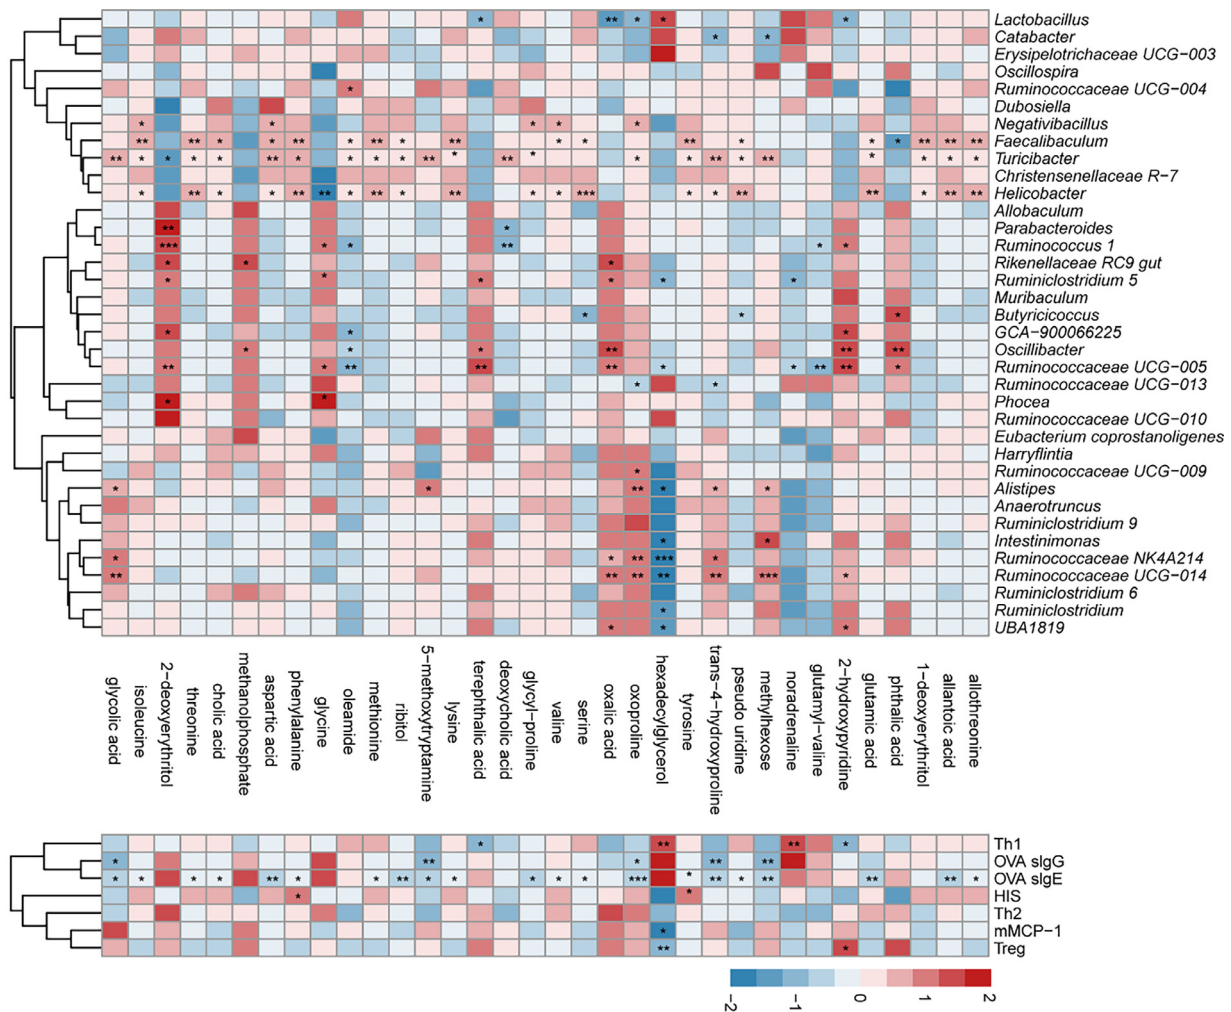 Lactobacillus
Catabacter
Erysipelotrichaceae UCG−003
Oscillospira
Ruminococcaceae UCG−004
Dubosiella
Negativibacillus
Faecalibaculum
Turicibacter
Christensenellaceae R−7
Helicobacter
Allobaculum
Parabacteroides
Ruminococcus 1
Rikenellaceae RC9 gut
Ruminiclostridium 5
Muribaculum
Butyricicoccus
GCA−900066225
Oscillibacter
Ruminococcaceae UCG−005
Ruminococcaceae UCG−013
Phocea
Ruminococcaceae UCG−010
Eubacterium coprostanoligenes
Harryflintia
Ruminococcaceae UCG−009
Alistipes
Anaerotruncus
Ruminiclostridium 9
Intestinimonas
Ruminococcaceae NK4A214
Ruminococcaceae UCG−014
Ruminiclostridium 6
Ruminiclostridium
UBA1819
glycolic acid
isoleucine
2−deoxyerythritol
threonine
cholic acid
methanolphosphate
aspartic acid
phenylalanine
glycine
oleamide
methionine
ribitol
5−methoxytryptamine
lysine
terephthalic acid
deoxycholic acid
glycyl−proline
valine
serine
oxalic acid
oxoproline
hexadecylglycerol
tyrosine
trans−4−hydroxyproline
pseudo uridine
methylhexose
noradrenaline
glutamyl−valine
2−hydroxypyridine
glutamic acid
phthalic acid
1−deoxyerythritol
allantoic acid
allothreonine
Th1
OVA sIgG
OVA sIgE
HIS
Th2
mMCP−1
Treg
−2
−1
0
1
2